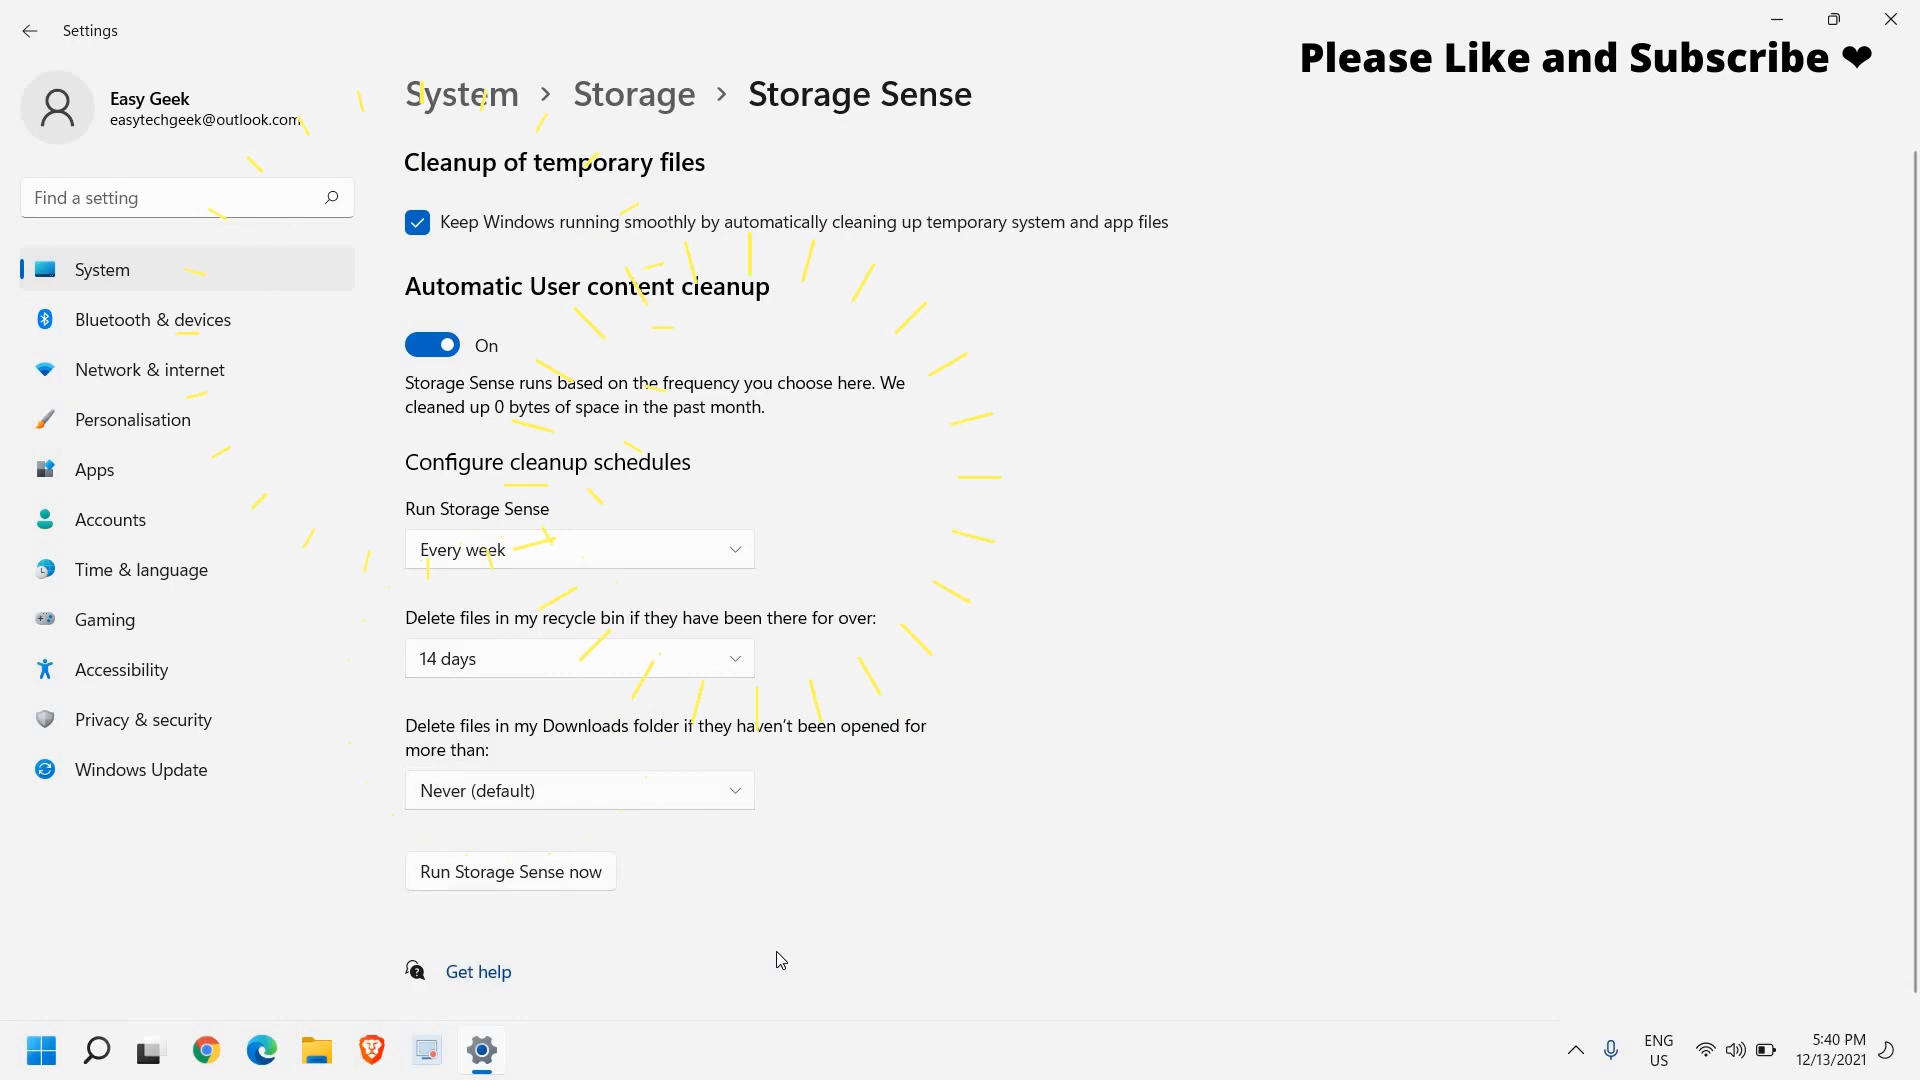 Settings
Please Like and Subscribe ❤
Easy Geek
easytechgeek@outlook.com
Find a setting
System
Bluetooth & devices
Network & internet
Personalisation
Apps
Accounts
Time & language
Gaming
Accessibility
Privacy & security
Windows Update
System > Storage > Storage Sense
Cleanup of temporary files
Keep Windows running smoothly by automatically cleaning up temporary system and app files
Automatic User content cleanup
On
Storage Sense runs based on the frequency you choose here. We
cleaned up 0 bytes of space in the past month.
Configure cleanup schedules
Run Storage Sense
Every week
Delete files in my recycle bin if they have been there for over:
14 days
Delete files in my Downloads folder if they haven't been opened for
more than:
Never (default)
Run Storage Sense now
Get help
ENG
US
5:40 PM
12/13/2021